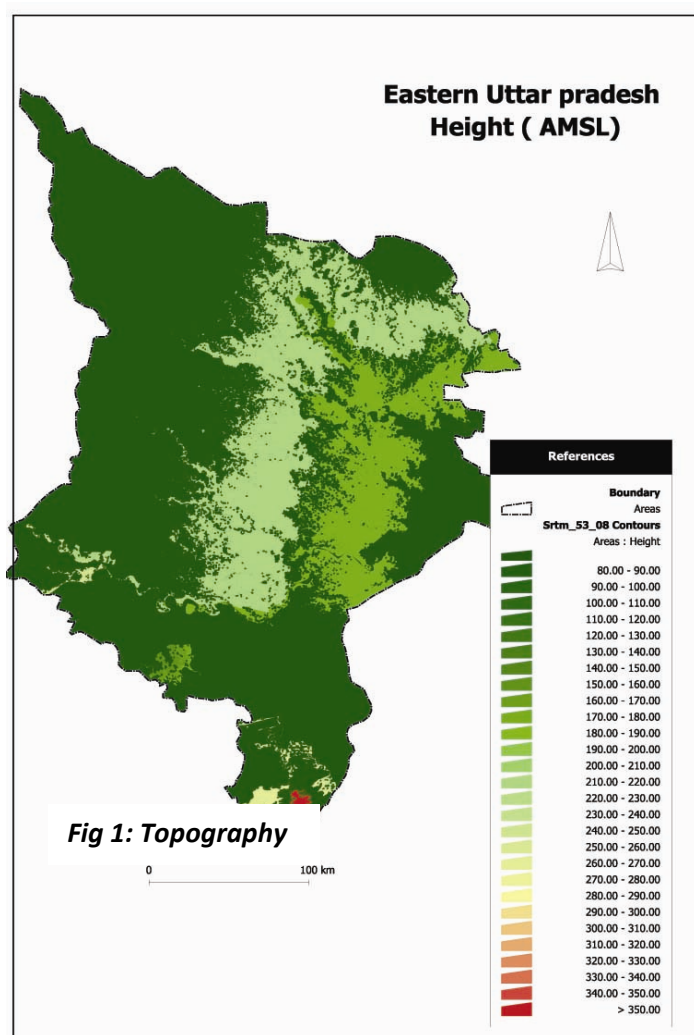 Eastern Uttar pradesh
Height ( AMSL)
References
Boundary
Areas
Srtm_53_08 Contours
Areas : Height
80.00 - 90.00
90.00 - 100.00
100.00 - 110.00
110.00 - 120.00
120.00 - 130.00
130.00 - 140.00
140.00 - 150.00
150.00 - 160.00
160.00 - 170.00
170.00 - 180.00
180.00 - 190.00
190.00 - 200.00
200.00 - 210.00
210.00 - 220.00
220.00 - 230.00
230.00 - 240.00
240.00 - 250.00
250.00 - 260.00
260.00 - 270.00
270.00 - 280.00
280.00 - 290.00
290.00 - 300.00
300.00 - 310.00
310.00 - 320.00
320.00 - 330.00
330.00 - 340.00
340.00 - 350.00
> 350.00
Fig 1: Topography
0 100 km